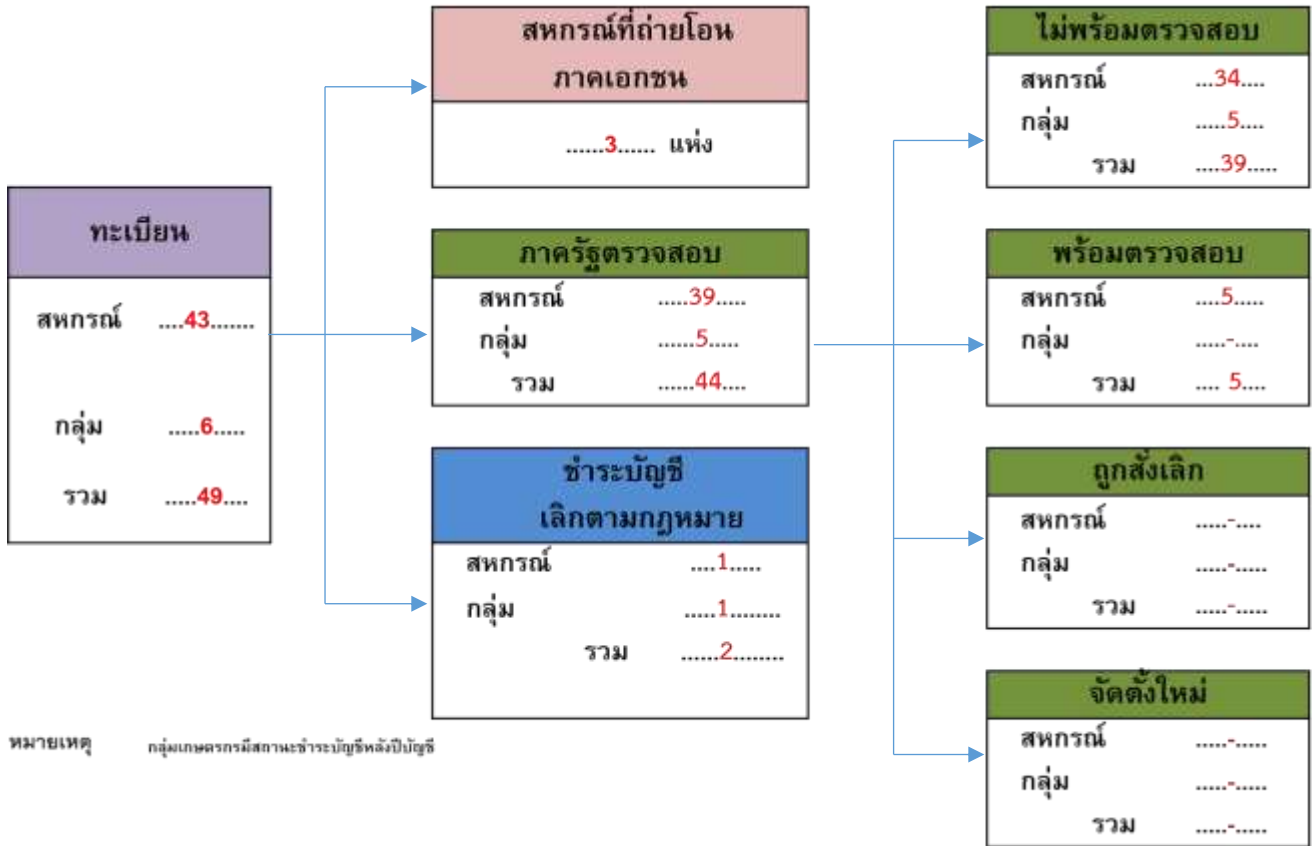 ทะเบียน
สหกรณ์ ....43.......
กลุ่ม .....6.....
รวม .....49....
สหกรณ์ที่ถ่ายโอน
ภาคเอกชน
......3...... แห่ง
ภาครัฐตรวจสอบ
สหกรณ์ .....39.....
กลุ่ม ......5.....
รวม ......44....
ชำระบัญชี
เลิกตามกฎหมาย
สหกรณ์ ....1.....
กลุ่ม .....1........
รวม ......2........
ไม่พร้อมตรวจสอบ
สหกรณ์ ...34....
กลุ่ม .....5....
รวม ....39.....
พร้อมตรวจสอบ
สหกรณ์ ....5.....
กลุ่ม .....-....
รวม .... 5....
ถูกสั่งเลิก
สหกรณ์ .....-....
กลุ่ม .....-.....
รวม .....-.....
จัดตั้งใหม่
สหกรณ์ .....-.....
กลุ่ม .....-.....
รวม .....-.....
หมายเหตุ กลุ่มเกษตรกรมีสถานะชำระบัญชีหลังปีบัญชี